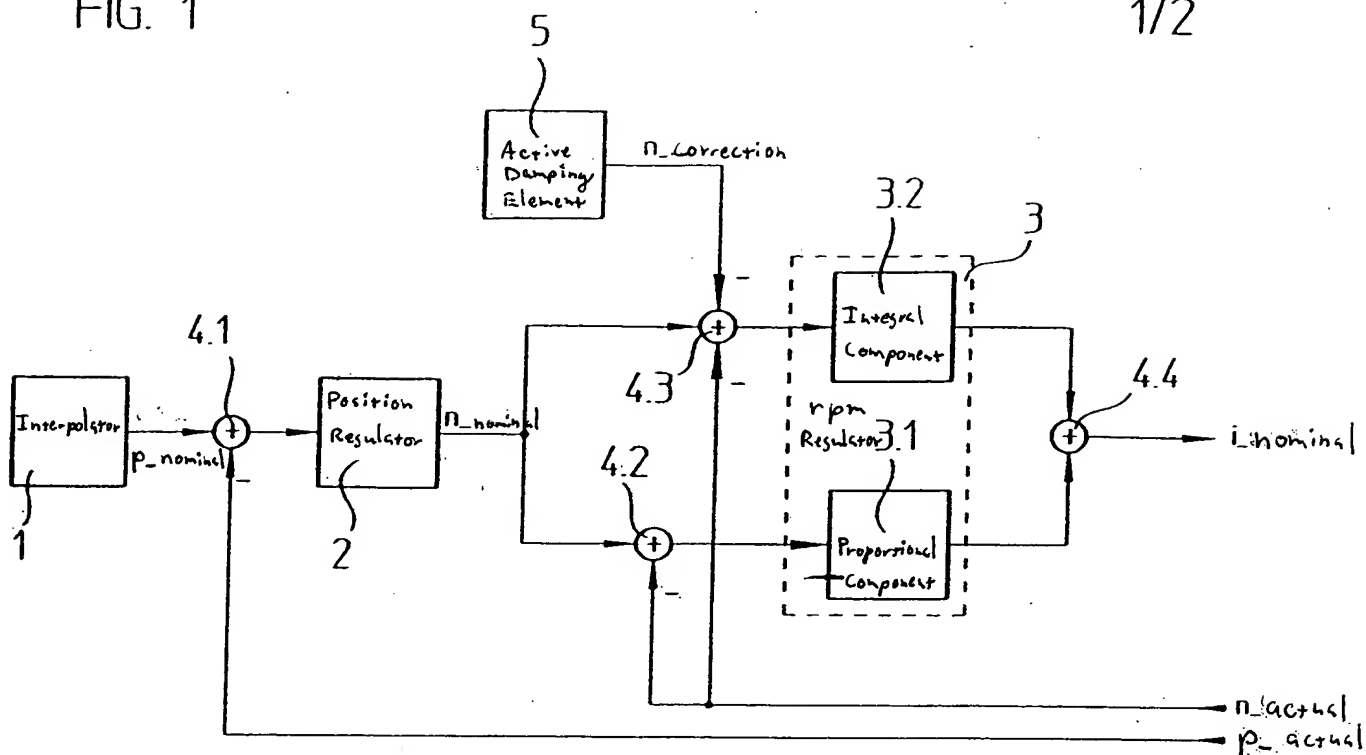 FIG. 1
1/2
5
Active
Damping
Element
n_correction
3.2
3
-
4.1
Integral
Component
4.3
-
4.4
Interpolator
+
Position
Regulator
n_nominal
+
p_nominal
-
rpm
Regulator
3.1
+
i_nominal
4.2
1
2
+
Proporsional
Component
-
n_actual
p_actual